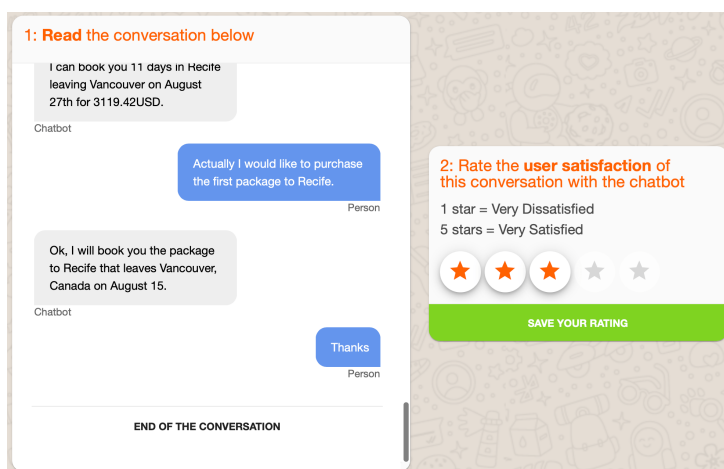 1: Read the conversation below
I can book you 11 days in Recife
leaving Vancouver on August
27th for 3119.42USD.
Chatbot
Actually I would like to purchase
the first package to Recife.
Person
Ok, I will book you the package
to Recife that leaves Vancouver,
Canada on August 15.
Chatbot
Thanks
Person
END OF THE CONVERSATION
2: Rate the user satisfaction of
this conversation with the chatbot
1 star = Very Dissatisfied
5 stars = Very Satisfied
SAVE YOUR RATING